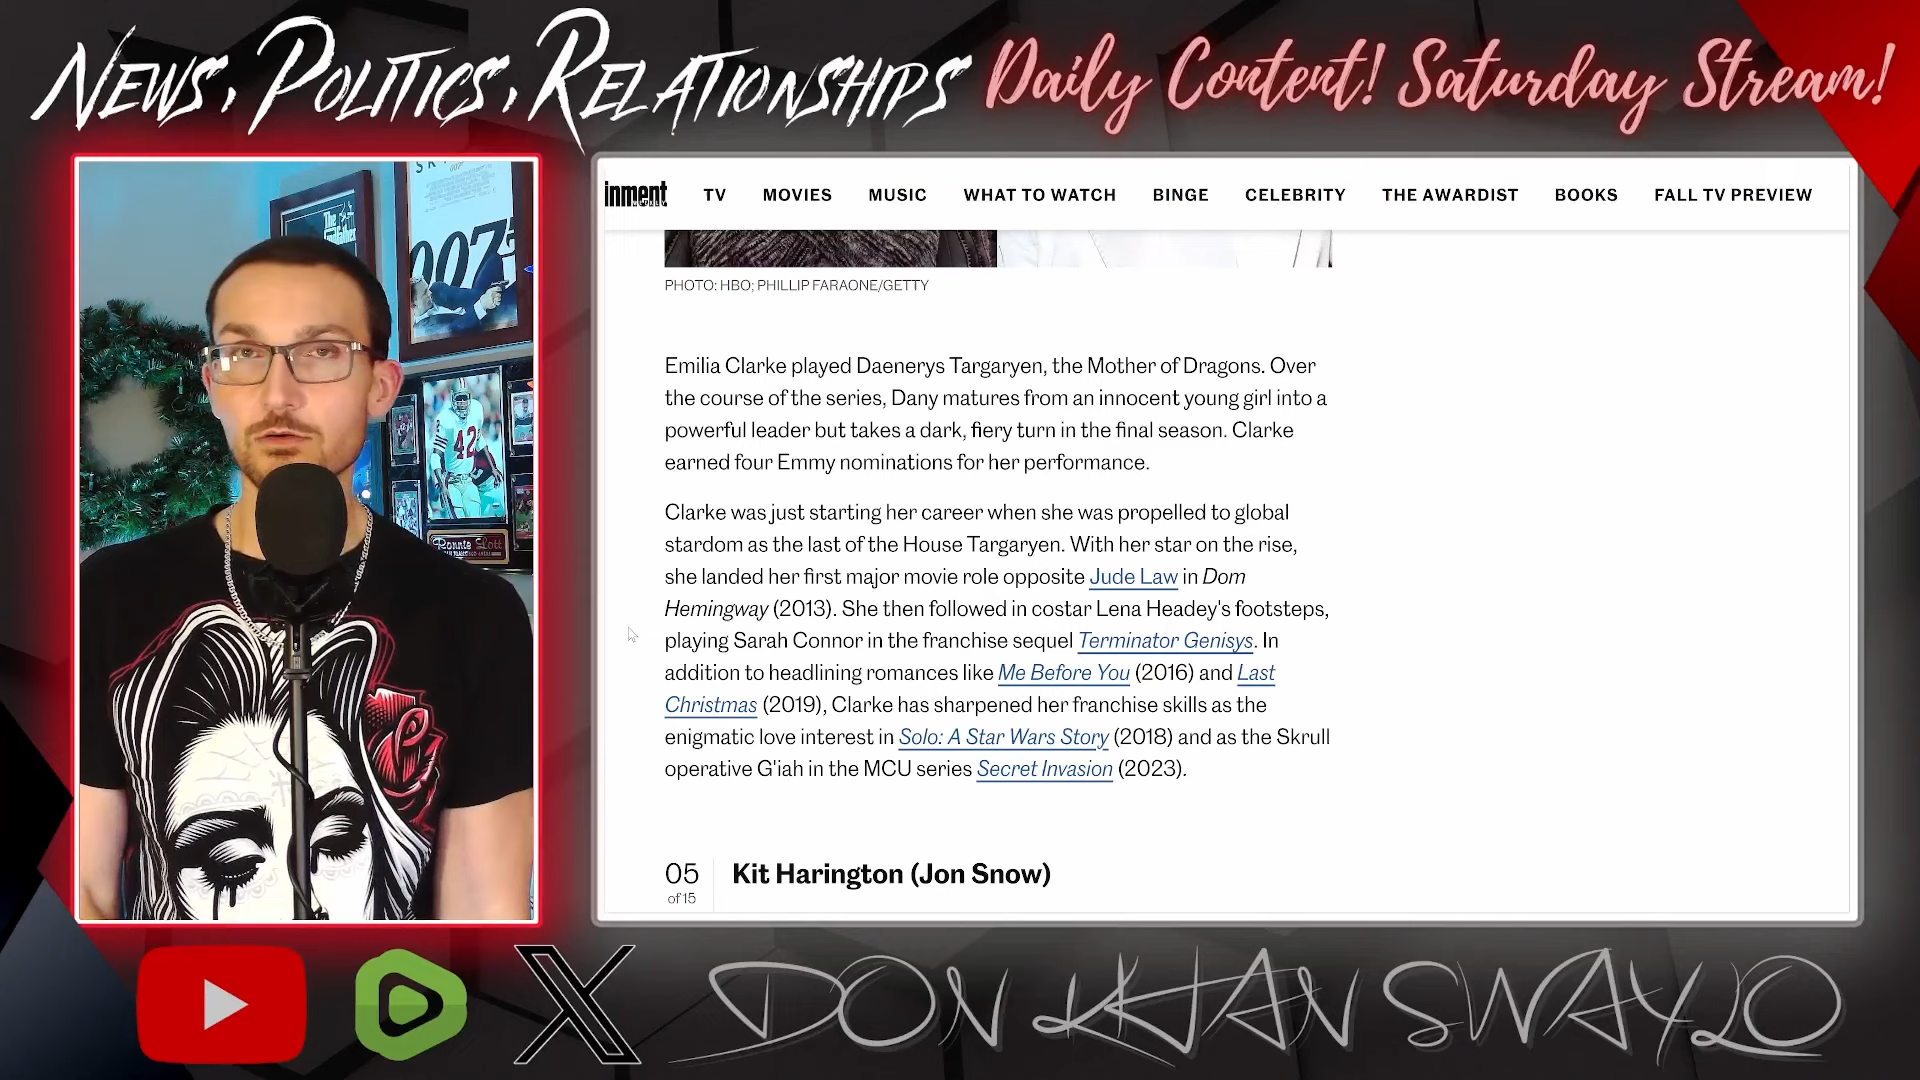 News, Politics, Relationships Daily Content! Saturday Stream!
SK
007
The
Godfather
007
42
Ronnie Lott
inment
WEEKLY
TV MOVIES MUSIC WHAT TO WATCH BINGE CELEBRITY THE AWARDIST BOOKS FALL TV PREVIEW
PHOTO: HBO; PHILLIP FARAONE/GETTY
Emilia Clarke played Daenerys Targaryen, the Mother of Dragons. Over
the course of the series, Dany matures from an innocent young girl into a
powerful leader but takes a dark, fiery turn in the final season. Clarke
earned four Emmy nominations for her performance.
Clarke was just starting her career when she was propelled to global
stardom as the last of the House Targaryen. With her star on the rise,
she landed her first major movie role opposite Jude Law in Dom
Hemingway (2013). She then followed in costar Lena Headey's footsteps,
playing Sarah Connor in the franchise sequel Terminator Genisys. In
addition to headlining romances like Me Before You (2016) and Last
Christmas (2019), Clarke has sharpened her franchise skills as the
enigmatic love interest in Solo: A Star Wars Story (2018) and as the Skrull
operative G'iah in the MCU series Secret Invasion (2023).
05
of 15
Kit Harington (Jon Snow)
X DON KHAN SWAYLO